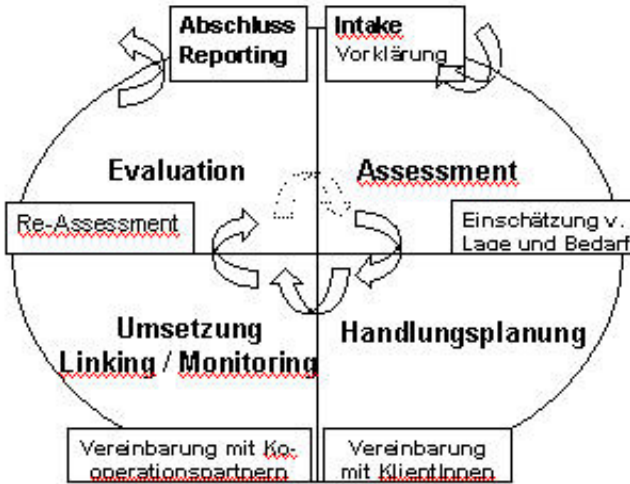 Abschluss
Reporting
Intake
Vorklärung
Evaluation
Assessment
Re-Assessment
Einschätzung v.
Lage und Bedarf
Umsetzung
Linking / Monitoring
Handlungsplanung
Vereinbarung mit Ko-
operationspartnern
Vereinbarung
mit KlientInnen